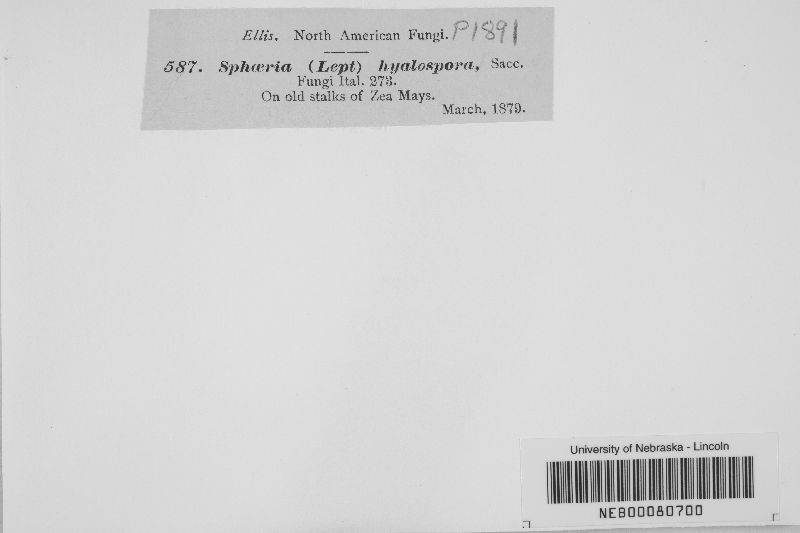 Ellis, North American Fungi. P1891
587. Sphæria (Lept) hyalospora, Sacc.
Fungi Ital. 273.
On old stalks of Zea Mays.
March, 1879.
University of Nebraska - Lincoln
NEB00080700